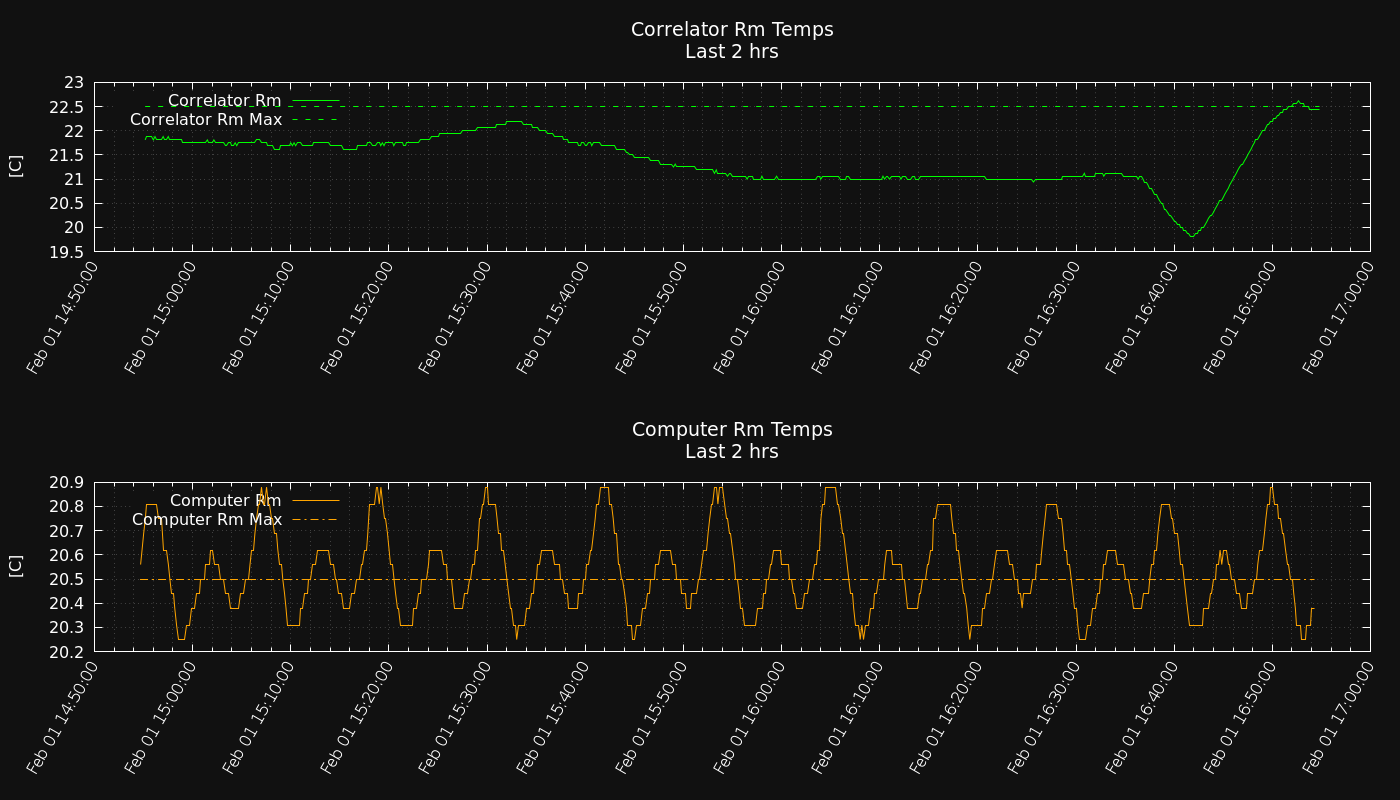 Correlator Rm Temps
Last 2 hrs
[C]
23
22.5
22
21.5
21
20.5
20
19.5
Correlator Rm
Correlator Rm Max
Feb 01 14:50:00
Feb 01 15:00:00
Feb 01 15:10:00
Feb 01 15:20:00
Feb 01 15:30:00
Feb 01 15:40:00
Feb 01 15:50:00
Feb 01 16:00:00
Feb 01 16:10:00
Feb 01 16:20:00
Feb 01 16:30:00
Feb 01 16:40:00
Feb 01 16:50:00
Feb 01 17:00:00
Computer Rm Temps
Last 2 hrs
[C]
20.9
20.8
20.7
20.6
20.5
20.4
20.3
20.2
Computer Rm
Computer Rm Max
Feb 01 14:50:00
Feb 01 15:00:00
Feb 01 15:10:00
Feb 01 15:20:00
Feb 01 15:30:00
Feb 01 15:40:00
Feb 01 15:50:00
Feb 01 16:00:00
Feb 01 16:10:00
Feb 01 16:20:00
Feb 01 16:30:00
Feb 01 16:40:00
Feb 01 16:50:00
Feb 01 17:00:00